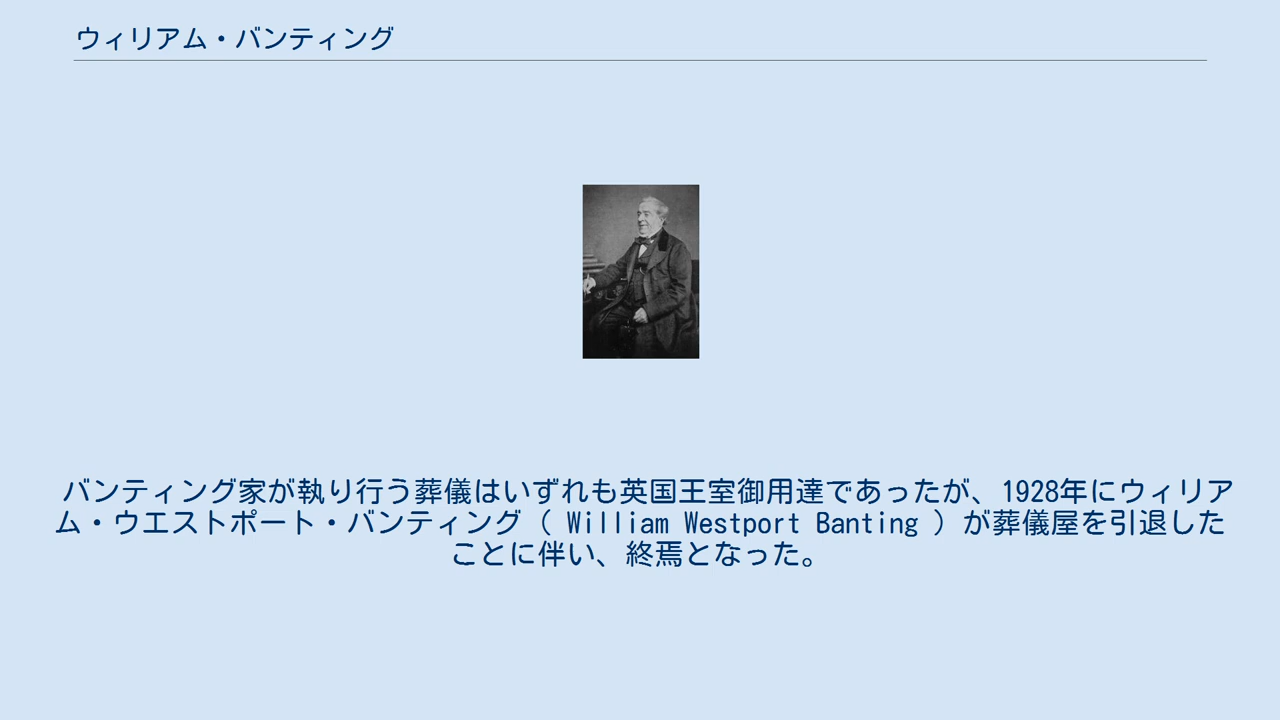 ウィリアム・バンティング
バンティング家が執り行う葬儀はいずれも英国王室御用達であったが、1928年にウィリア
ム・ウエストポート・バンティング（ William Westport Banting ）が葬儀屋を引退した
ことに伴い、終焉となった。